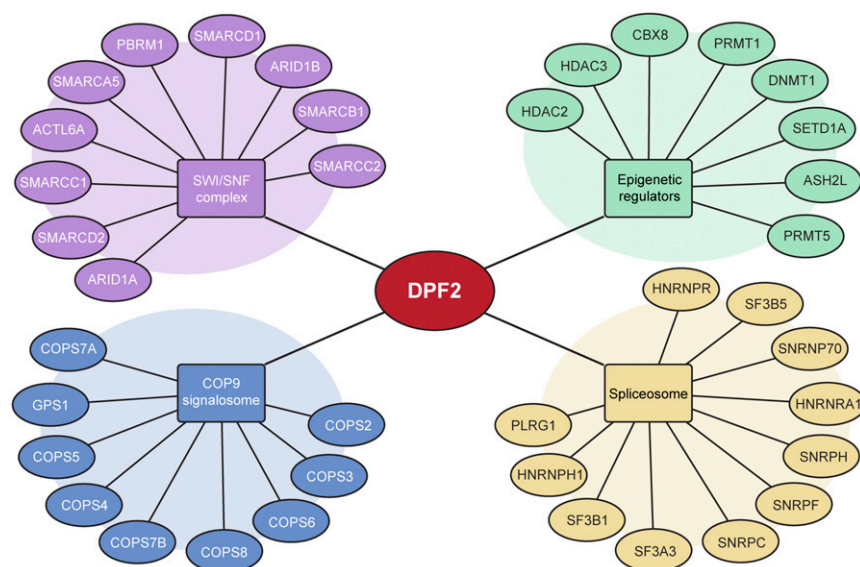 PBRM1
SMARCD1
ARID1B
SMARCA5
SMARCB1
ACTL6A
SMARCC2
SMARCC1
SWI/SNF
complex
SMARCD2
ARID1A
CBX8
PRMT1
HDAC3
DNMT1
HDAC2
SETD1A
Epigenetic
regulators
ASH2L
PRMT5
DPF2
COPS7A
GPS1
COP9
signalosome
COPS2
COPS5
COPS3
COPS4
COPS6
COPS7B
COPS8
HNRNPR
SF3B5
SNRNP70
Spliceosome
HNRNRA1
PLRG1
SNRPH
HNRNPH1
SNRPF
SF3B1
SNRPC
SF3A3